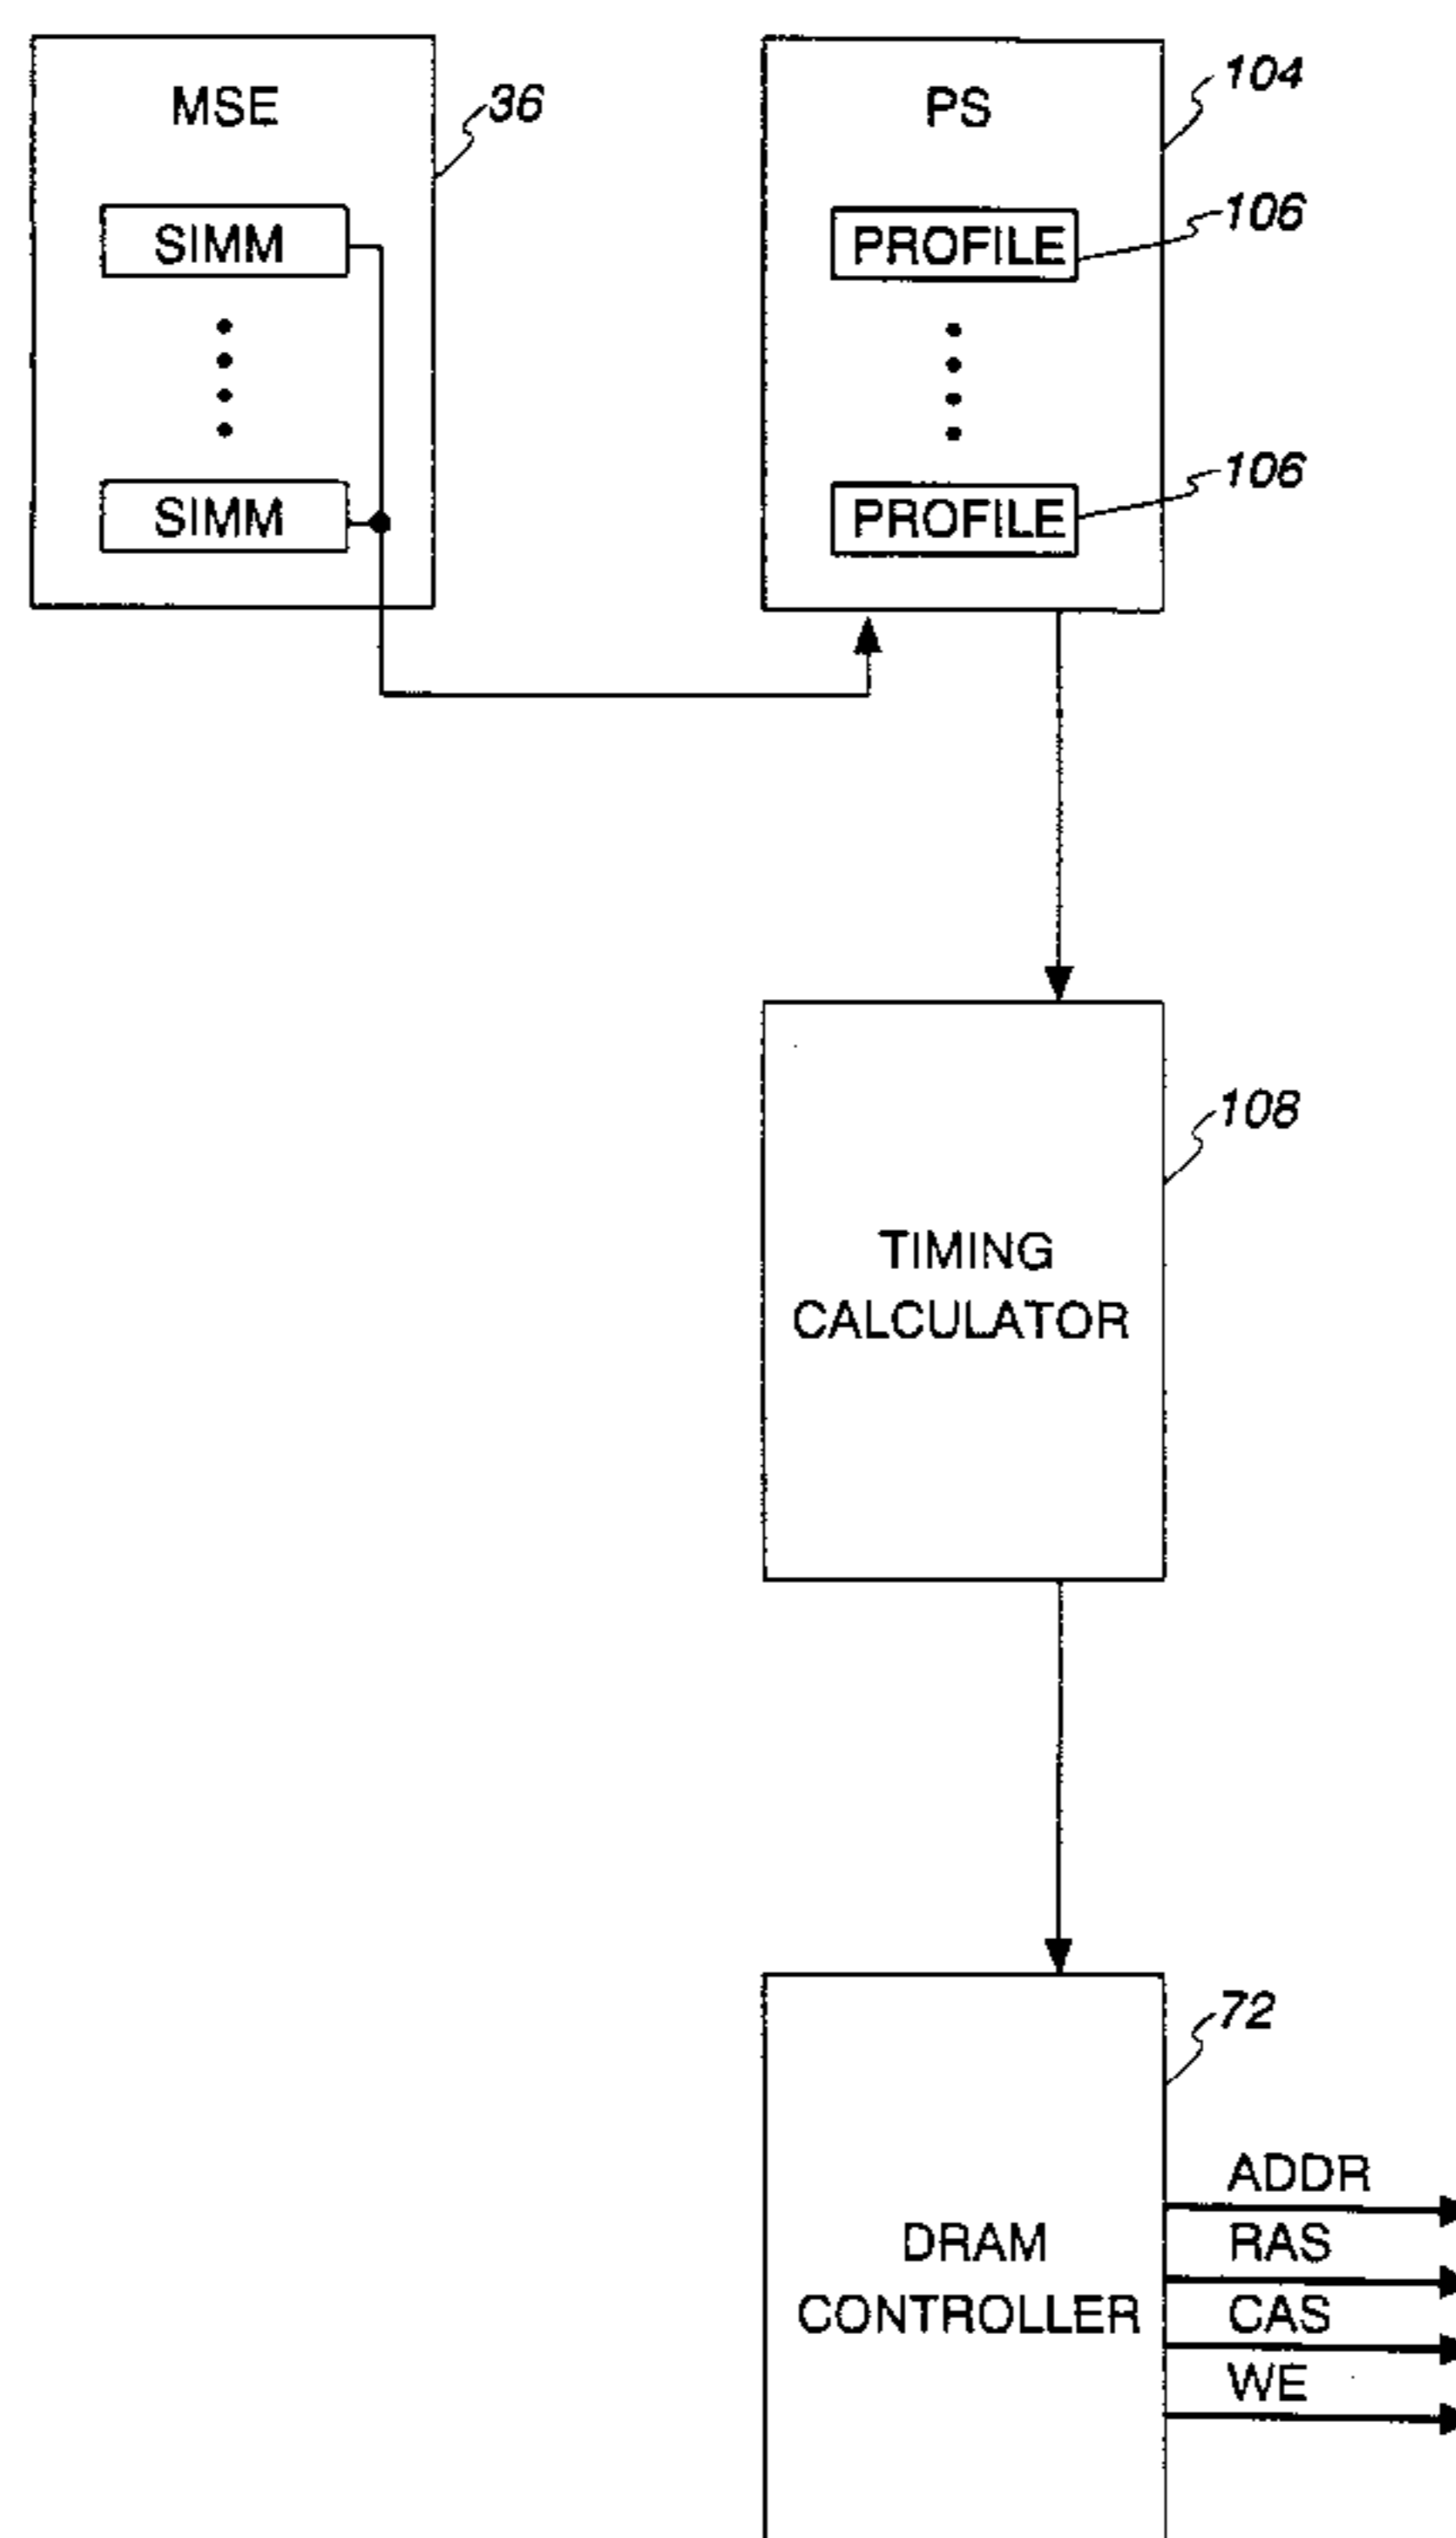 MSE
36
SIMM
SIMM
PS
104
PROFILE
106
PROFILE
106
TIMING
CALCULATOR
108
DRAM
CONTROLLER
72
ADDR
RAS
CAS
WE